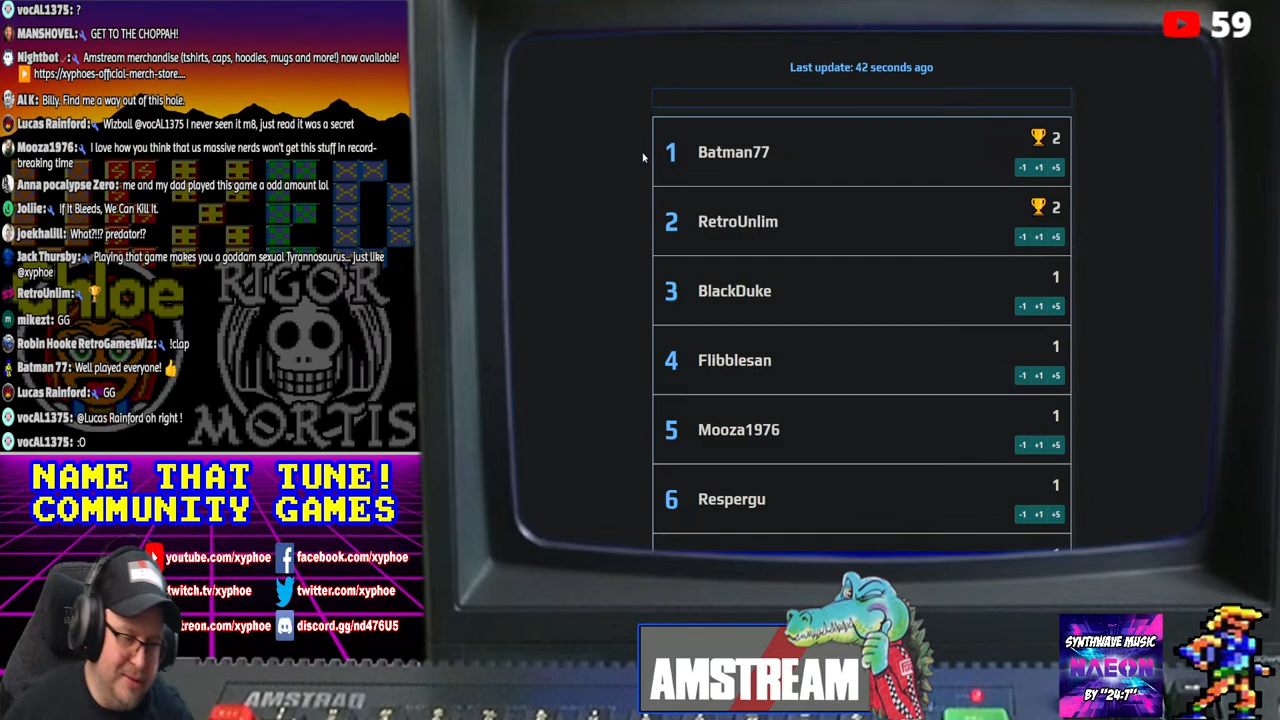 vocAL1375: ?
MANSHOVEL: GET TO THE CHOPPAH!
Nightbot : Amstream merchandise (tshirts, caps, hoodies, mugs and more!) now available!
https://xyphoes-official-merch-store....
Al K: Billy. Find me a way out of this hole.
Lucas Rainford: Wizball @vocAL1375 I never seen it m8, just read it was a secret
Mooza1976: I love how you think that us massive nerds won't get this stuff in record-
breaking time
Anna pocalypse Zero: me and my dad played this game a odd amount lol
Joliie: If It Bleeds, We Can Kill It.
joekhalill: What?!!? predator!?
Jack Thursby: Playing that game makes you a goddam sexual Tyrannosaurus... just like
@xyphoe
RetroUnlim: 🏆
mikezt: GG
Robin Hooke RetroGamesWiz: !clap
Batman 77: Well played everyone! 👍
Lucas Rainford: GG
vocAL1375: @Lucas Rainford oh right !
vocAL1375: :O
Chloe
RIGOR
MORTIS
NAME THAT TUNE!
COMMUNITY GAMES
youtube.com/xyphoe
facebook.com/xyphoe
twitch.tv/xyphoe
twitter.com/xyphoe
treon.com/xyphoe
discord.gg/nd476U5
59
Last update: 42 seconds ago
1 Batman77 🏆 2
-1 +1 +5
2 RetroUnlim 🏆 2
-1 +1 +5
3 BlackDuke 1
-1 +1 +5
4 Flibblesan 1
-1 +1 +5
5 Mooza1976 1
-1 +1 +5
6 Respergu 1
-1 +1 +5
AMSTRAD
AMSTREAM
SYNTHWAVE MUSIC
NAEON
BY "24:7"